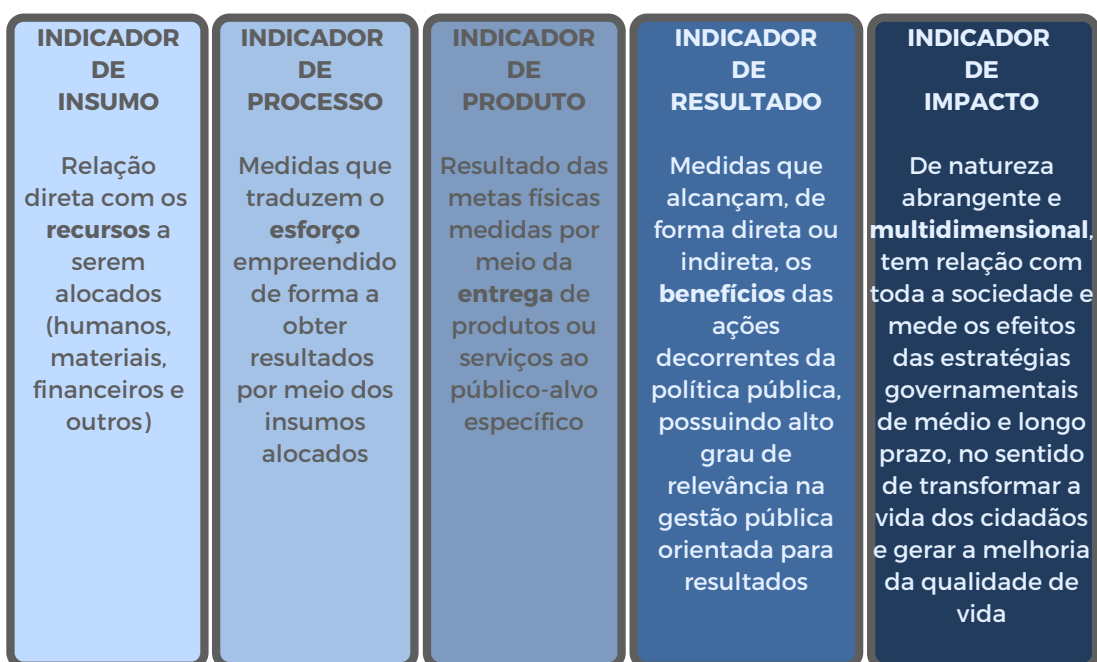 INDICADOR
DE
INSUMO
Relação
direta com os
recursos a
serem
alocados
(humanos,
materiais,
financeiros e
outros)
INDICADOR
DE
PROCESSO
Medidas que
traduzem o
esforço
empreendido
de forma a
obter
resultados
por meio dos
insumos
alocados
INDICADOR
DE
PRODUTO
Resultado das
metas físicas
medidas por
meio da
entrega de
produtos ou
serviços ao
público-alvo
específico
INDICADOR
DE
RESULTADO
Medidas que
alcançam, de
forma direta ou
indireta, os
benefícios das
ações
decorrentes da
política pública,
possuindo alto
grau de
relevância na
gestão pública
orientada para
resultados
INDICADOR
DE
IMPACTO
De natureza
abrangente e
multidimensional,
tem relação com
toda a sociedade e
mede os efeitos
das estratégias
governamentais
de médio e longo
prazo, no sentido
de transformar a
vida dos cidadãos
e gerar a melhoria
da qualidade de
vida